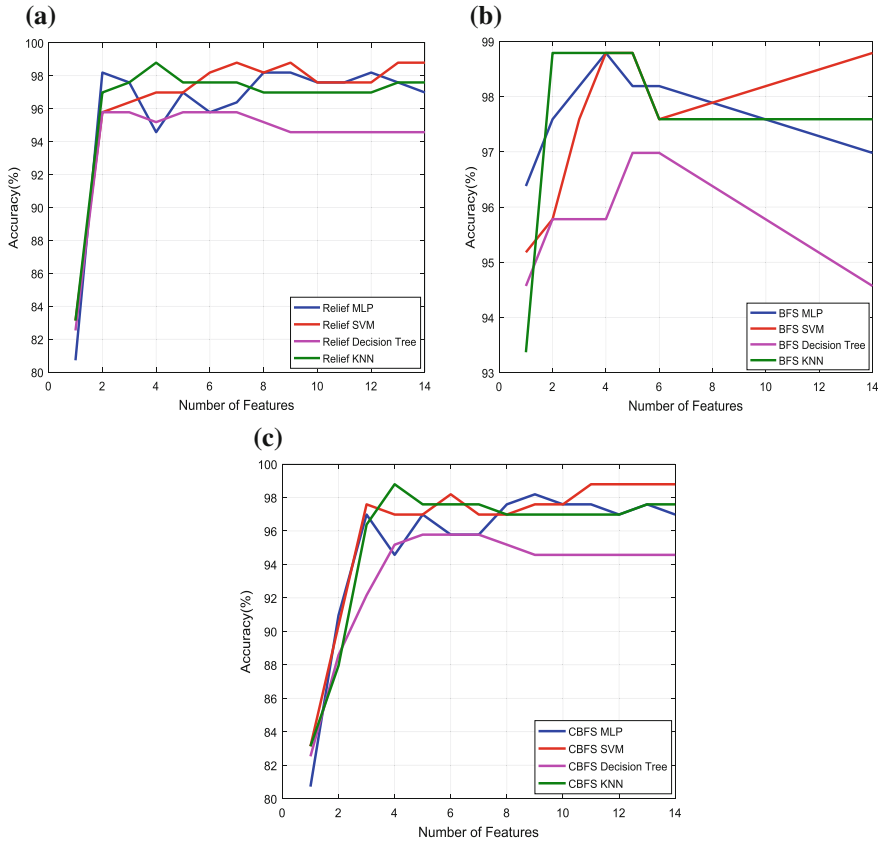 (a)
100
98
96
94
92
90
88
86
84
82
80
Accuracy(%)
0 2 4 6 8 10 12 14
Number of Features
Relief MLP
Relief SVM
Relief Decision Tree
Relief KNN
(b)
99
98
97
96
95
94
93
Accuracy(%)
0 2 4 6 8 10 12 14
Number of Features
BFS MLP
BFS SVM
BFS Decision Tree
BFS KNN
(c)
100
98
96
94
92
90
88
86
84
82
80
Accuracy(%)
0 2 4 6 8 10 12 14
Number of Features
CBFS MLP
CBFS SVM
CBFS Decision Tree
CBFS KNN